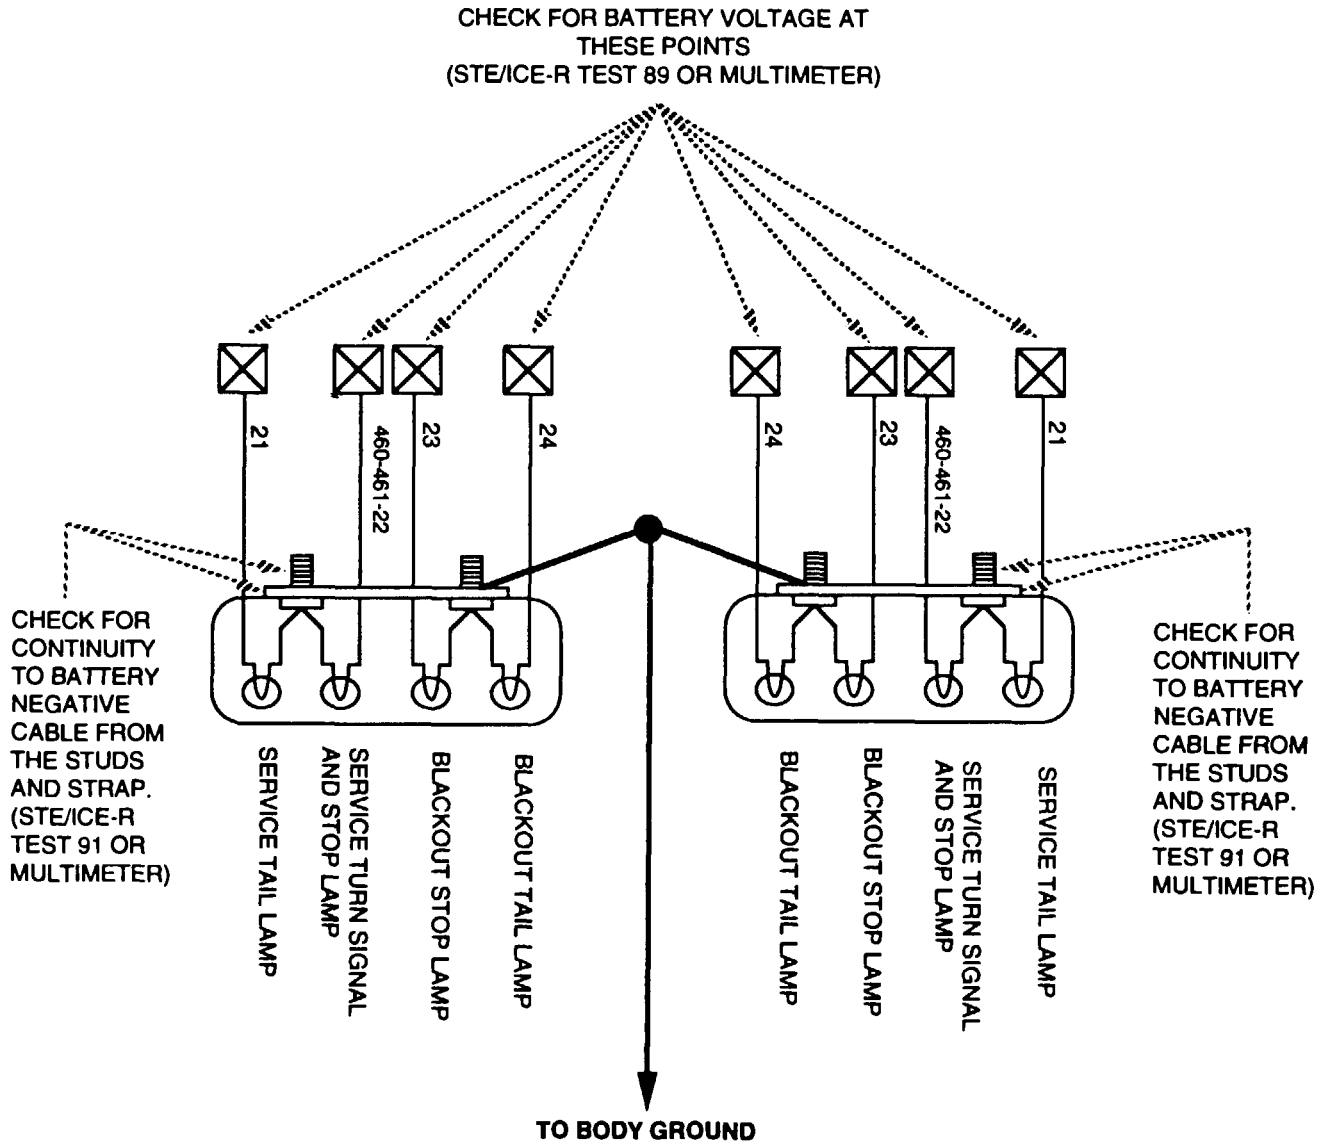 CHECK FOR BATTERY VOLTAGE AT
THESE POINTS
(STE/ICE-R TEST 89 OR MULTIMETER)
21
460-461-22
23
24
24
23
460-461-22
21
CHECK FOR
CONTINUITY
TO BATTERY
NEGATIVE
CABLE FROM
THE STUDS
AND STRAP.
(STE/ICE-R
TEST 91 OR
MULTIMETER)
SERVICE TAIL LAMP
SERVICE TURN SIGNAL
AND STOP LAMP
BLACKOUT STOP LAMP
BLACKOUT TAIL LAMP
BLACKOUT TAIL LAMP
BLACKOUT STOP LAMP
SERVICE TURN SIGNAL
AND STOP LAMP
SERVICE TAIL LAMP
CHECK FOR
CONTINUITY
TO BATTERY
NEGATIVE
CABLE FROM
THE STUDS
AND STRAP.
(STE/ICE-R
TEST 91 OR
MULTIMETER)
TO BODY GROUND